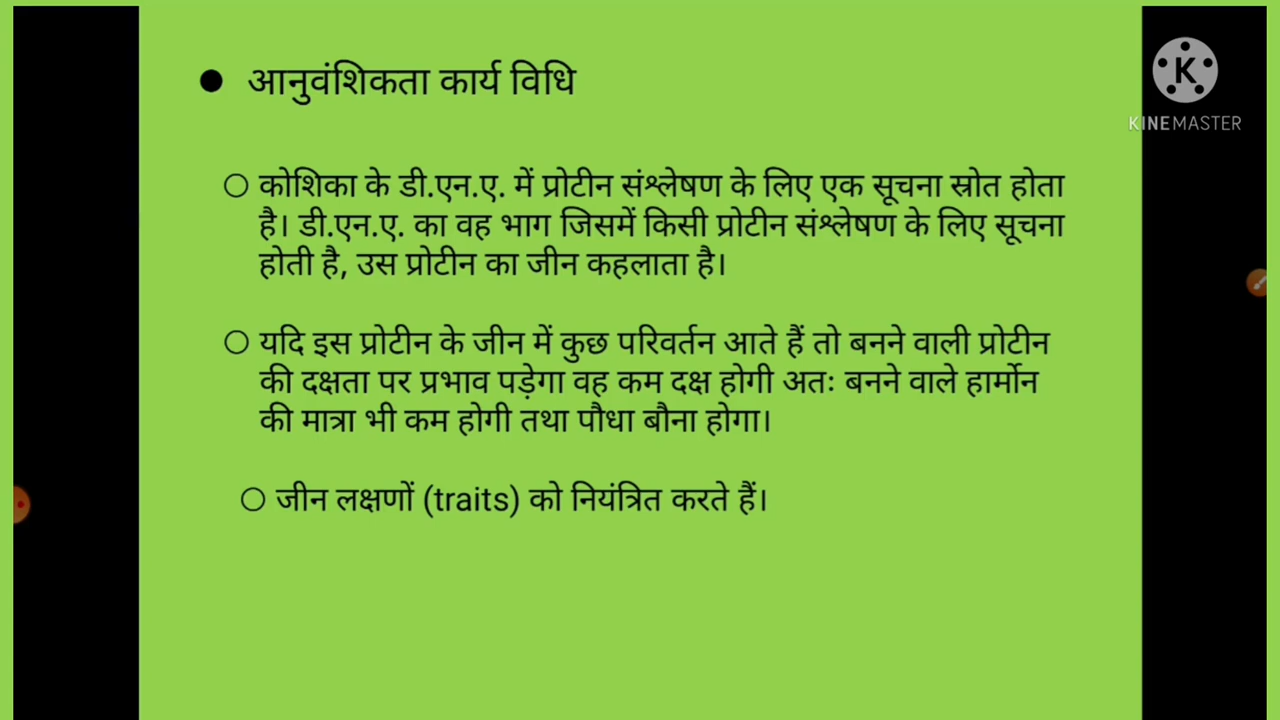 ● आनुवंशिकता कार्य विधि
KINEMASTER
○ कोशिका के डी.एन.ए. में प्रोटीन संश्लेषण के लिए एक सूचना स्रोत होता
है। डी.एन.ए. का वह भाग जिसमें किसी प्रोटीन संश्लेषण के लिए सूचना
होती है, उस प्रोटीन का जीन कहलाता है।
○ यदि इस प्रोटीन के जीन में कुछ परिवर्तन आते हैं तो बनने वाली प्रोटीन
की दक्षता पर प्रभाव पड़ेगा वह कम दक्ष होगी अतः बनने वाले हार्मोन
की मात्रा भी कम होगी तथा पौधा बौना होगा।
○ जीन लक्षणों (traits) को नियंत्रित करते हैं।